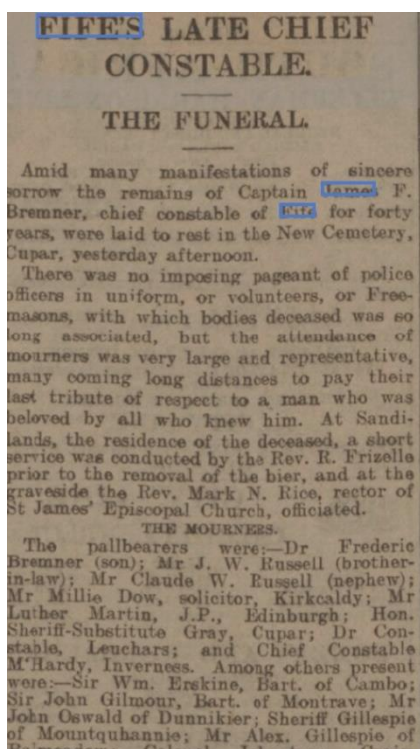 FIFE'S LATE CHIEF
CONSTABLE.
THE FUNERAL.
Amid many manifestations of sincere
sorrow the remains of Captain James F.
Bremner, chief constable of Fife for forty
years, were laid to rest in the New Cemetery,
Cupar, yesterday afternoon.
There was no imposing pageant of police
officers in uniform, or volunteers, or Free-
masons, with which bodies deceased was so
long associated, but the attendance of
mourners was very large and representative,
many coming long distances to pay their
last tribute of respect to a man who was
beloved by all who knew him. At Sandi-
lands, the residence of the deceased, a short
service was conducted by the Rev. R. Frizelle
prior to the removal of the bier, and at the
graveside the Rev. Mark N. Rice, rector of
St James' Episcopal Church, officiated.
THE MOURNERS.
The pallbearers were:—Dr Frederic
Bremner (son); Mr J. W. Russell (brother-
in-law); Mr Claude W. Russell (nephew);
Mr Millie Dow, solicitor, Kirkcaldy; Mr
Luther Martin, J.P., Edinburgh; Hon.
Sheriff-Substitute Gray, Cupar; Dr Con-
stable, Leuchars; and Chief Constable
M'Hardy, Inverness. Among others present
were:—Sir Wm. Erskine, Bart. of Cambo;
Sir John Gilmour, Bart. of Montrave; Mr
John Oswald of Dunnikier; Sheriff Gillespie
of Mountquhannie; Mr Alex. Gillespie of